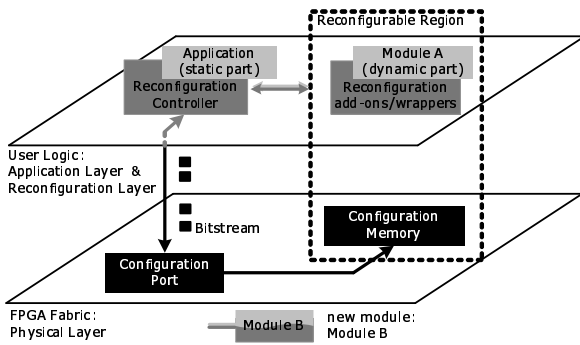 Reconfigurable Region
Application
(static part)
Reconfiguration
Controller
Module A
(dynamic part)
Reconfiguration
add-ons/wrappers
User Logic:
Application Layer &
Reconfiguration Layer
Bitstream
Configuration
Memory
Configuration
Port
FPGA Fabric:
Physical Layer
Module B
new module:
Module B